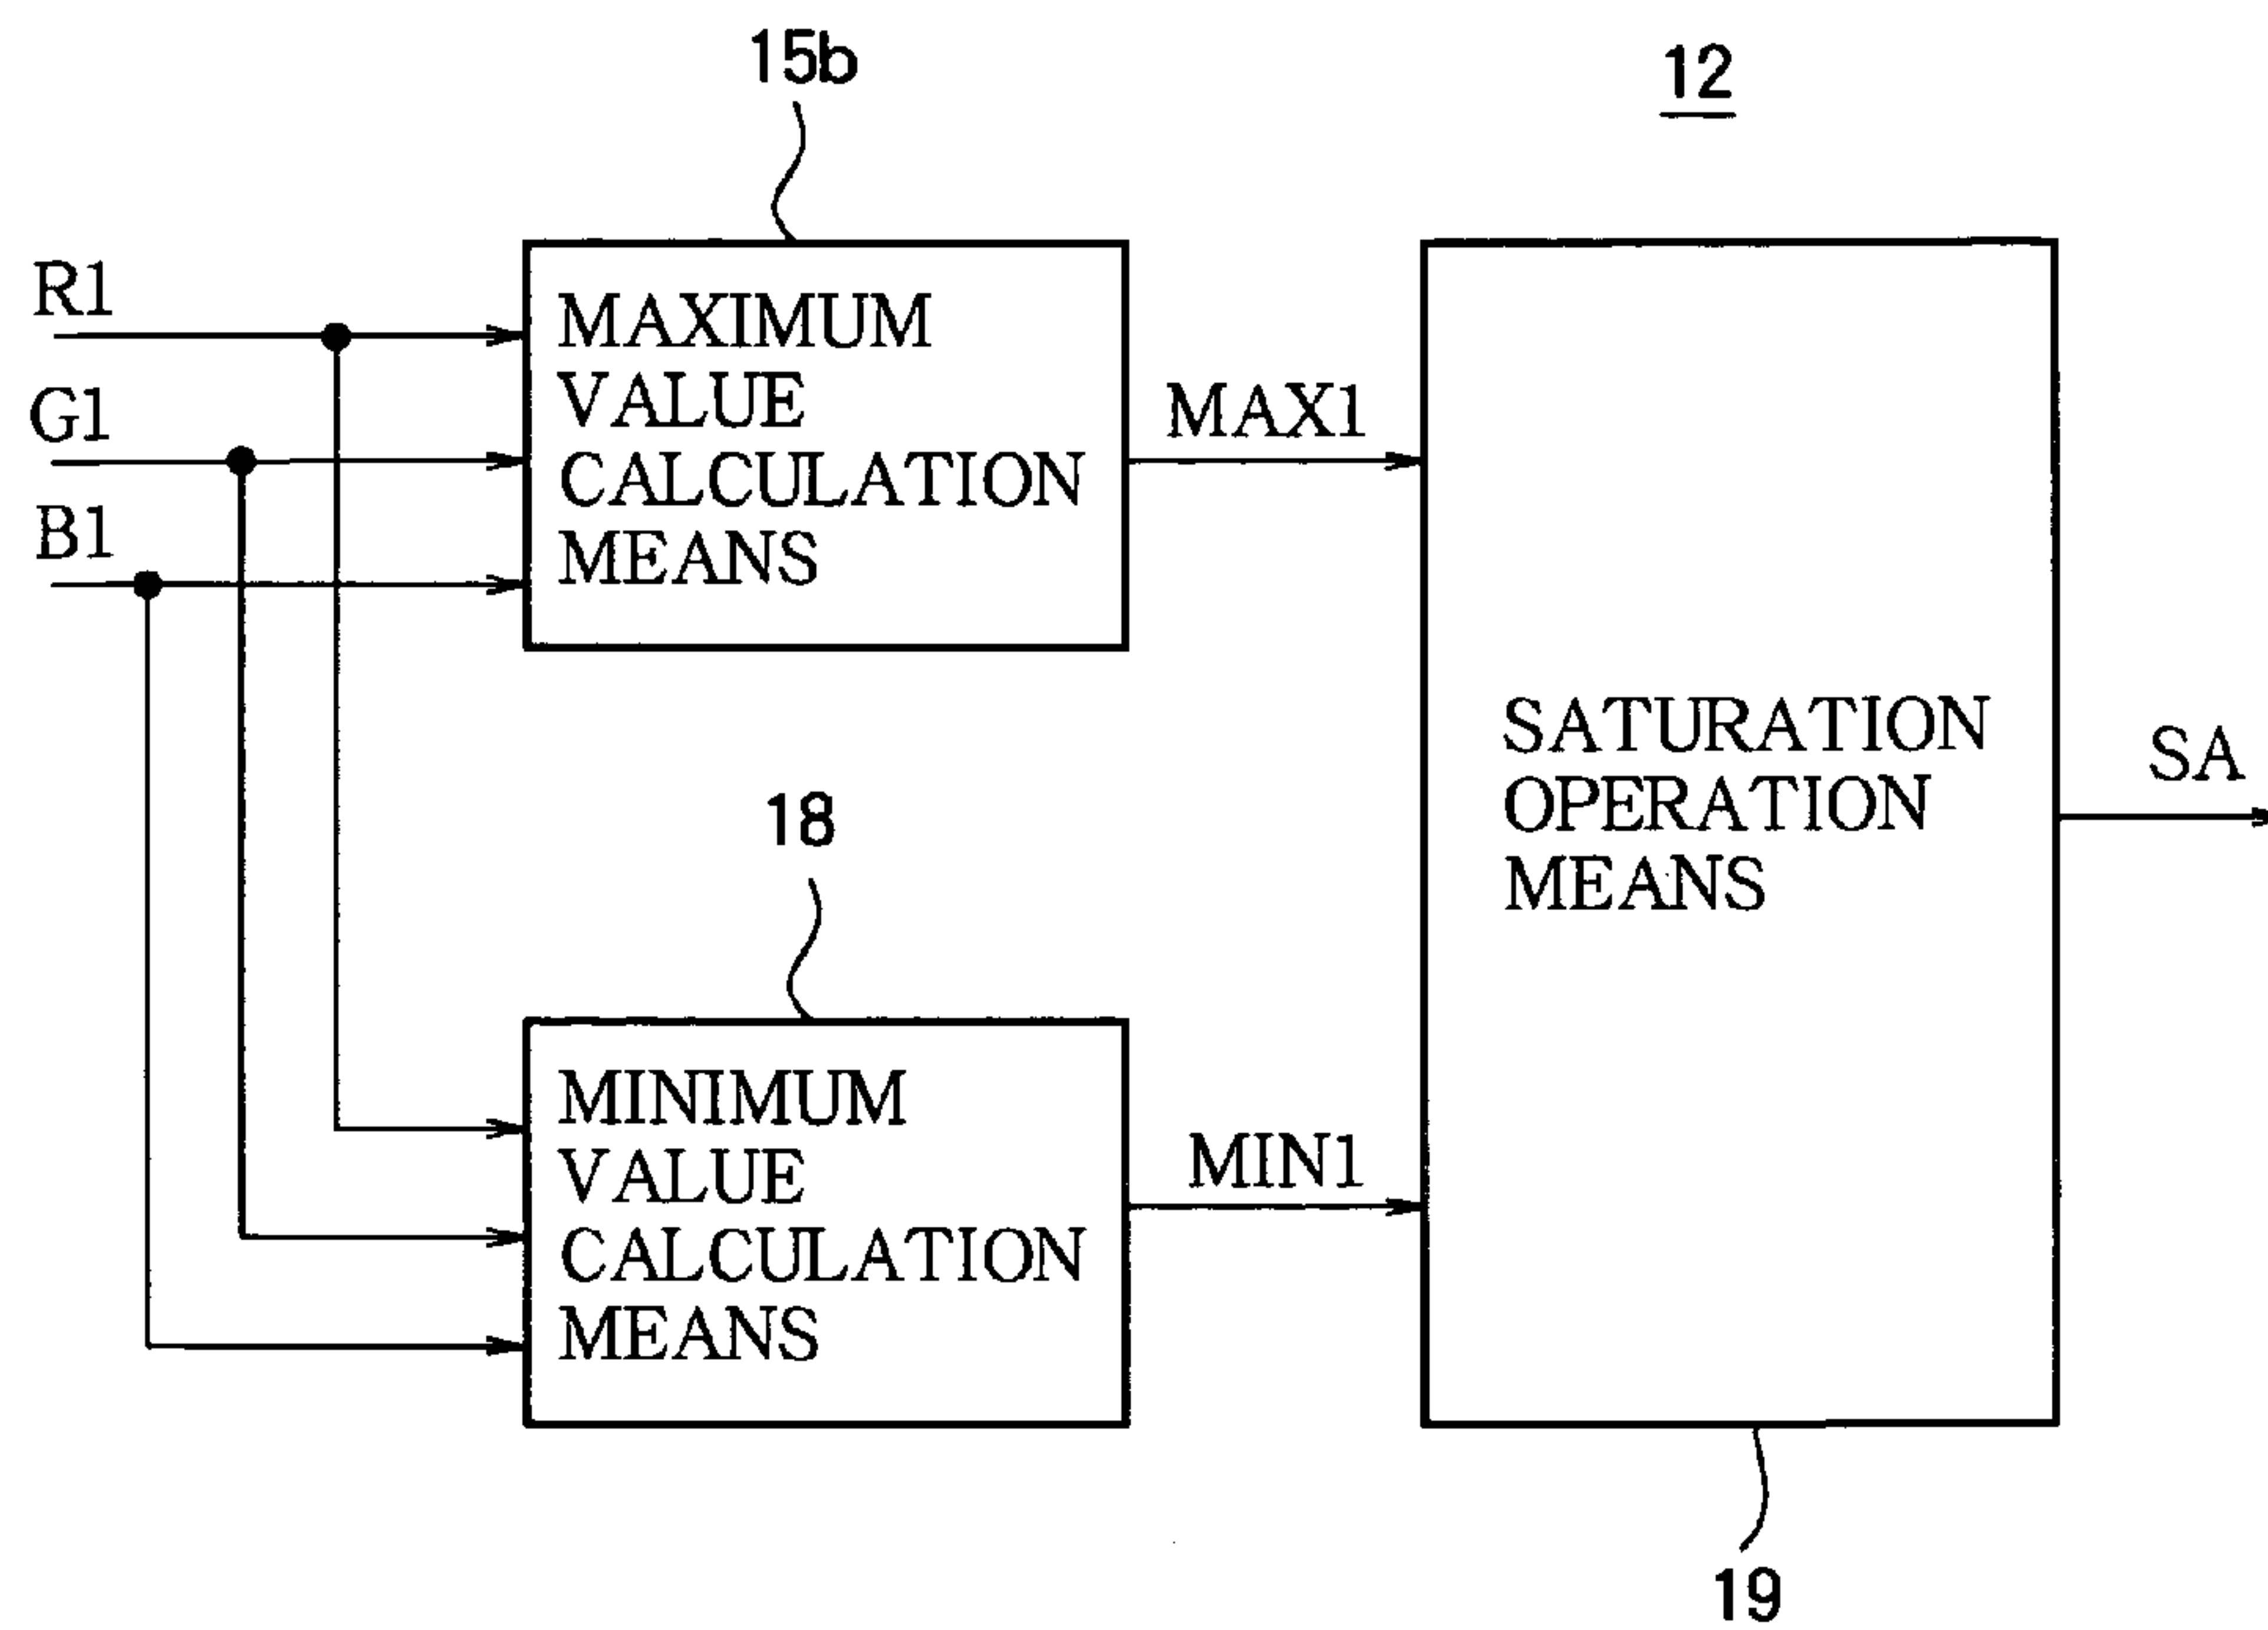 15b
12
R1
G1
B1
MAXIMUM
VALUE
CALCULATION
MEANS
MAX1
SATURATION
OPERATION
MEANS
SA
18
MINIMUM
VALUE
CALCULATION
MEANS
MIN1
19